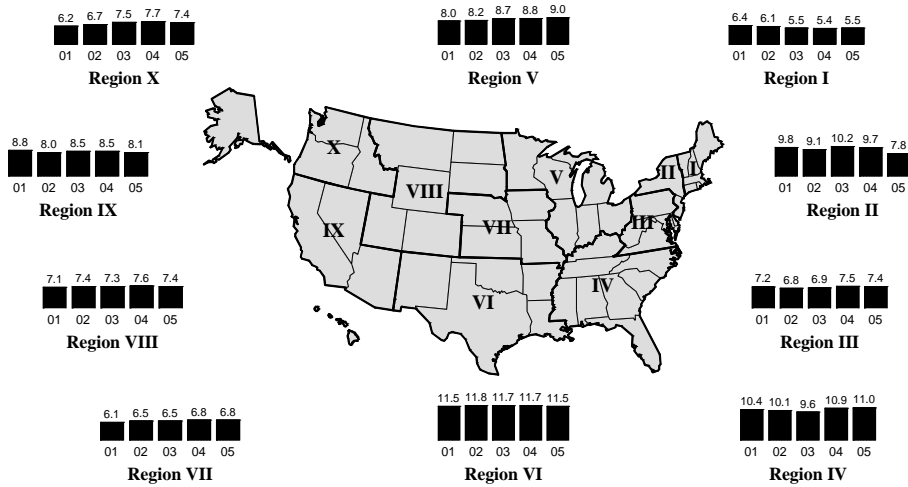 6.2 6.7 7.5 7.7 7.4
01 02 03 04 05
Region X
8.0 8.2 8.7 8.8 9.0
01 02 03 04 05
Region V
6.4 6.1 5.5 5.4 5.5
01 02 03 04 05
Region I
8.8 8.0 8.5 8.5 8.1
01 02 03 04 05
Region IX
9.8 9.1 10.2 9.7 7.8
01 02 03 04 05
Region II
X
VIII
IX
VII
V
II
I
III
IV
VI
7.1 7.4 7.3 7.6 7.4
01 02 03 04 05
Region VIII
7.2 6.8 6.9 7.5 7.4
01 02 03 04 05
Region III
6.1 6.5 6.5 6.8 6.8
01 02 03 04 05
Region VII
11.5 11.8 11.7 11.7 11.5
01 02 03 04 05
Region VI
10.4 10.1 9.6 10.9 11.0
01 02 03 04 05
Region IV